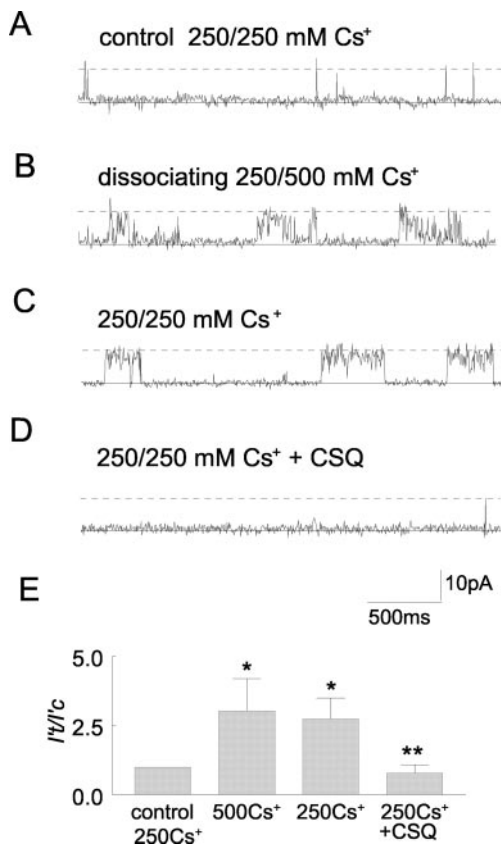 A
control 250/250 mM Cs⁺
B
dissociating 250/500 mM Cs⁺
C
250/250 mM Cs⁺
D
250/250 mM Cs⁺ + CSQ
10pA
500ms
E
I't/I'c
5.0
2.5
0.0
*
*
**
control 250Cs⁺
500Cs⁺
250Cs⁺
250Cs⁺ +CSQ